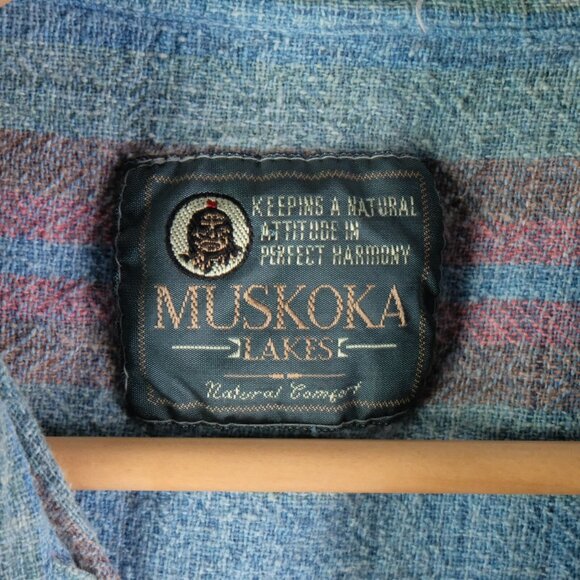 KEEPING A NATURAL
ATTITUDE IN
PERFECT HARMONY
MUSKOKA
LAKES
Natural Comfort